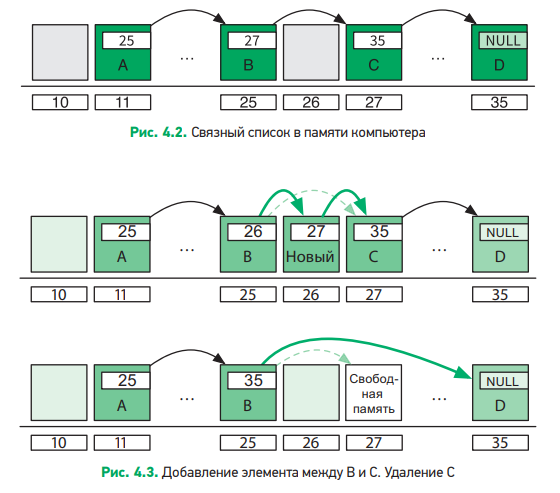 25 27 35 NULL
A ... B C ... D
10 11 25 26 27 35
Рис. 4.2. Связный список в памяти компьютера
25 26 27 35 NULL
A ... B Новый C ... D
10 11 25 26 27 35
25 35 Свобод- NULL
A ... B ная ... D
память
10 11 25 26 27 35
Рис. 4.3. Добавление элемента между B и C. Удаление C